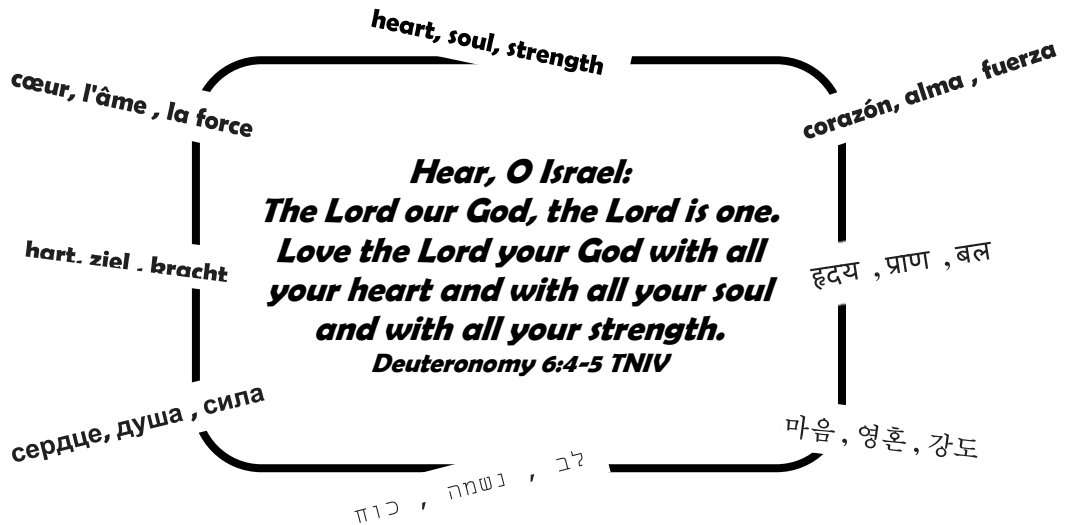 heart, soul, strength
cœur, l'âme , la force
corazón, alma , fuerza
Hear, O Israel:
The Lord our God, the Lord is one.
Love the Lord your God with all
your heart and with all your soul
and with all your strength.
Deuteronomy 6:4-5 TNIV
hart, ziel , bracht
हृदय , प्राण , बल
сердце, душа , сила
마음 , 영혼 , 강도
לב , נשמה , כוח